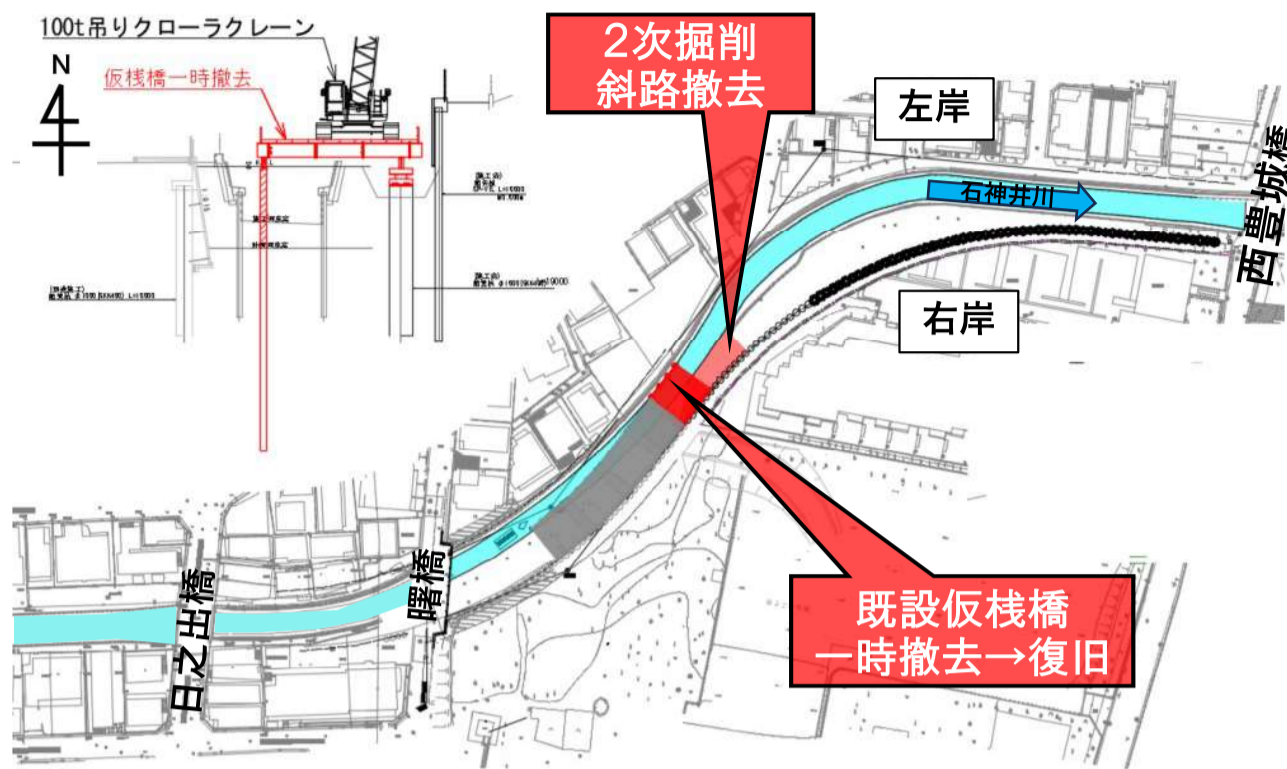 100t吊りクローラクレーン
N
仮桟橋一時撤去
2次掘削
斜路撤去
左岸
石神井川
西豊城橋
右岸
曙橋
日之出橋
既設仮桟橋
一時撤去→復旧